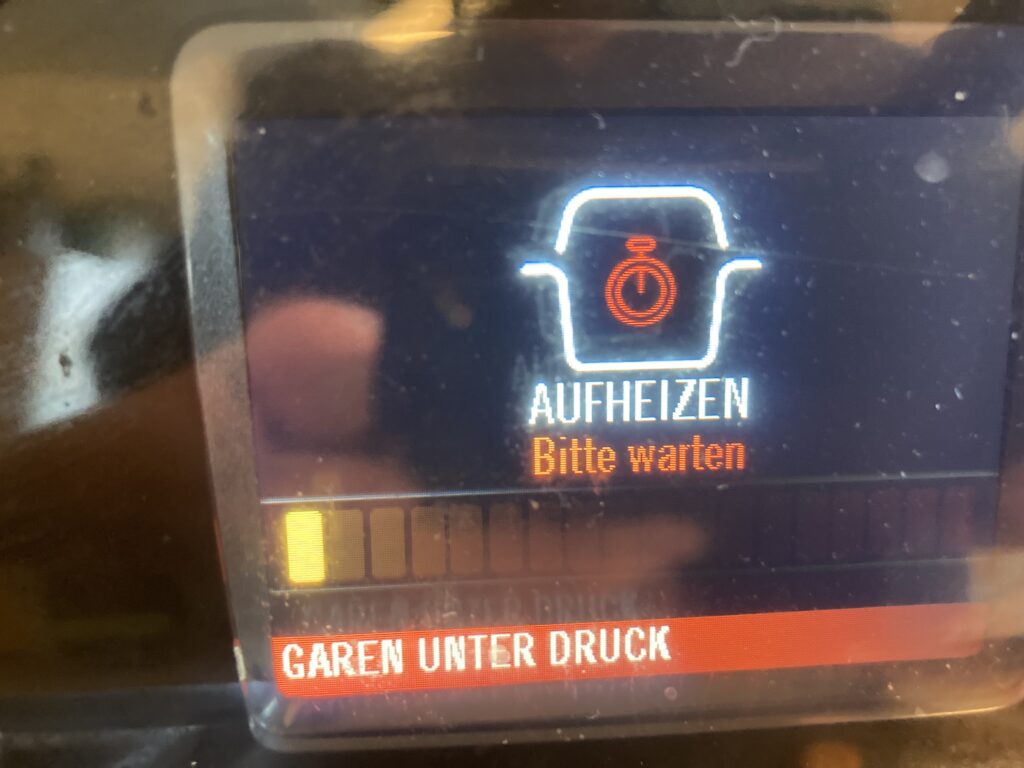 AUFHEIZEN
Bitte warten
GAREN UNTER DRUCK